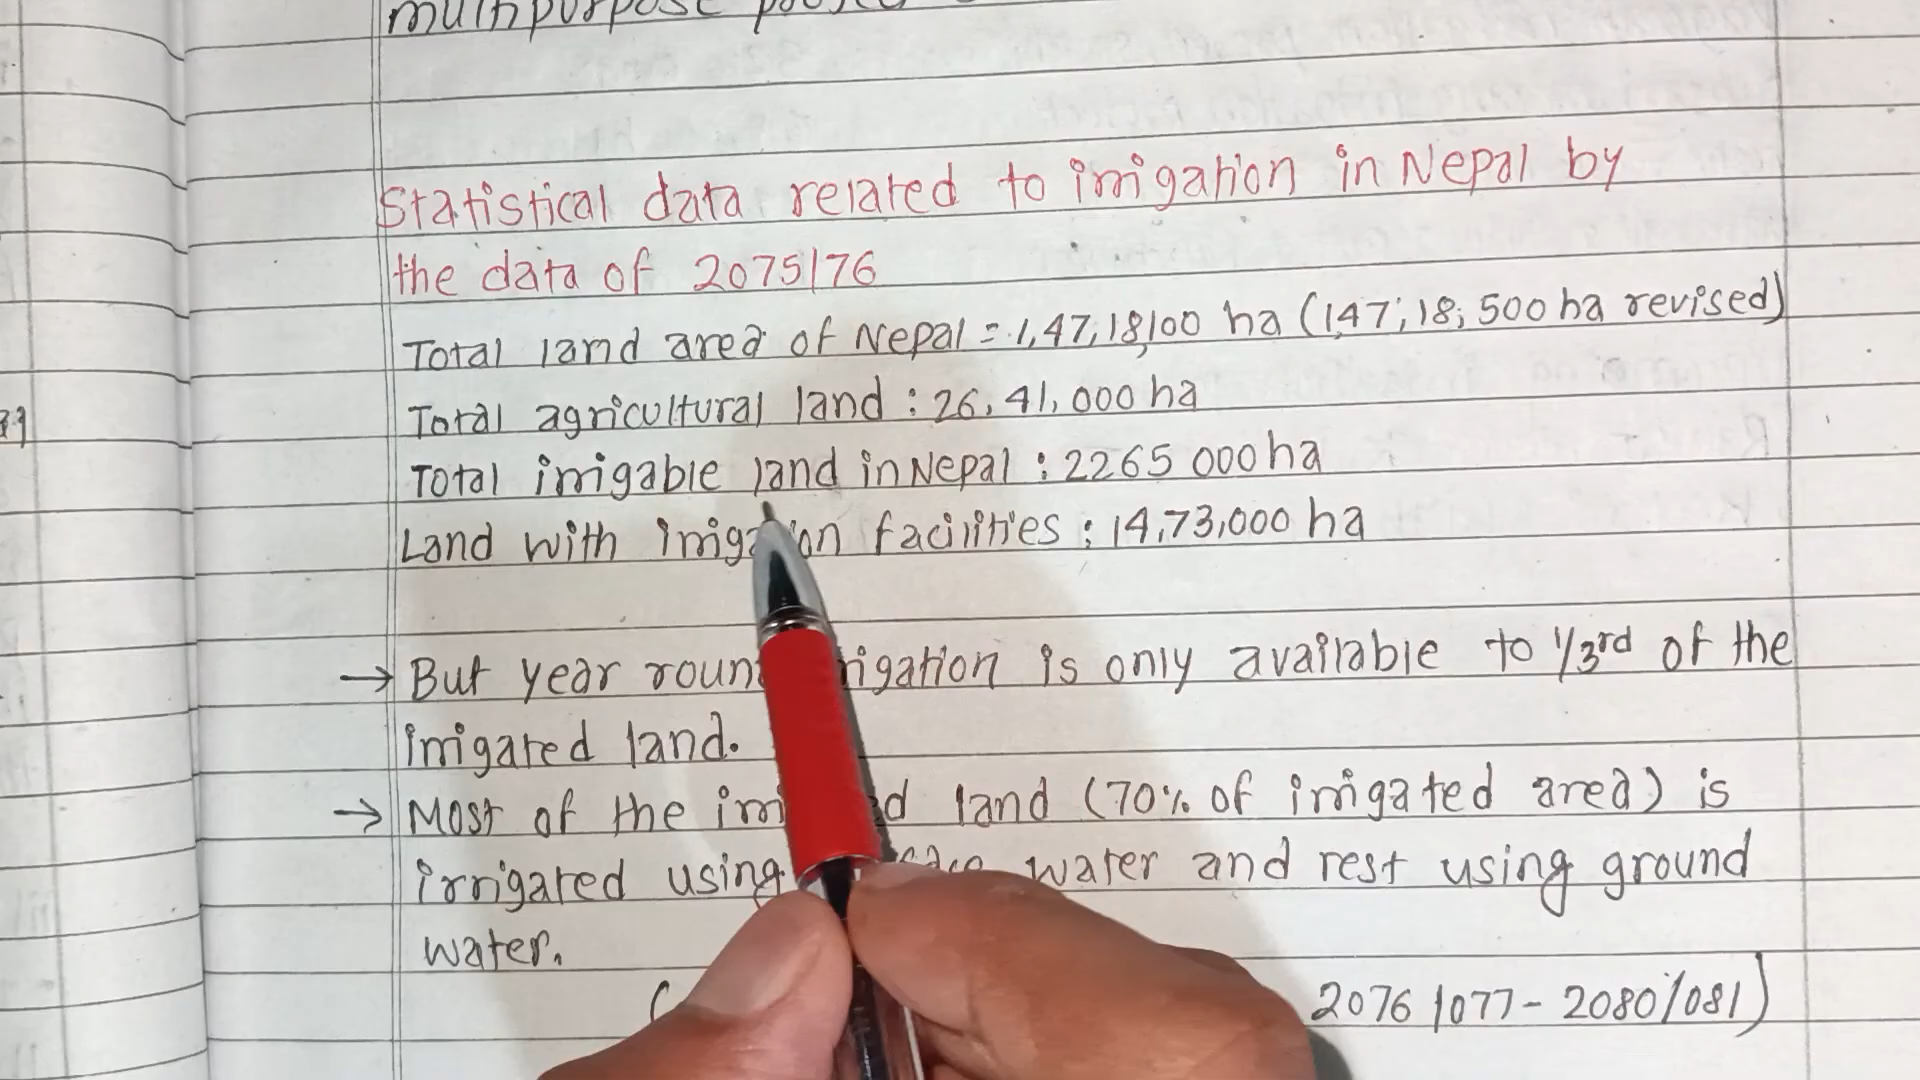 multipurpose
Statistical data related to irrigation in Nepal by
the data of 2075/76
Total land area of Nepal = 1,47,18,100 ha (1,47,18,500 ha revised)
Total agricultural land : 26,41,000 ha
Total irrigable land in Nepal : 2265 000 ha
Land with facilities : 14,73,000 ha
→ But year is only available to 1/3rd of the
irrigated land.
→ Most of the land (70% of irrigated area) is
irrigated using water and rest using ground
water.
( 2076/077 - 2080/081)